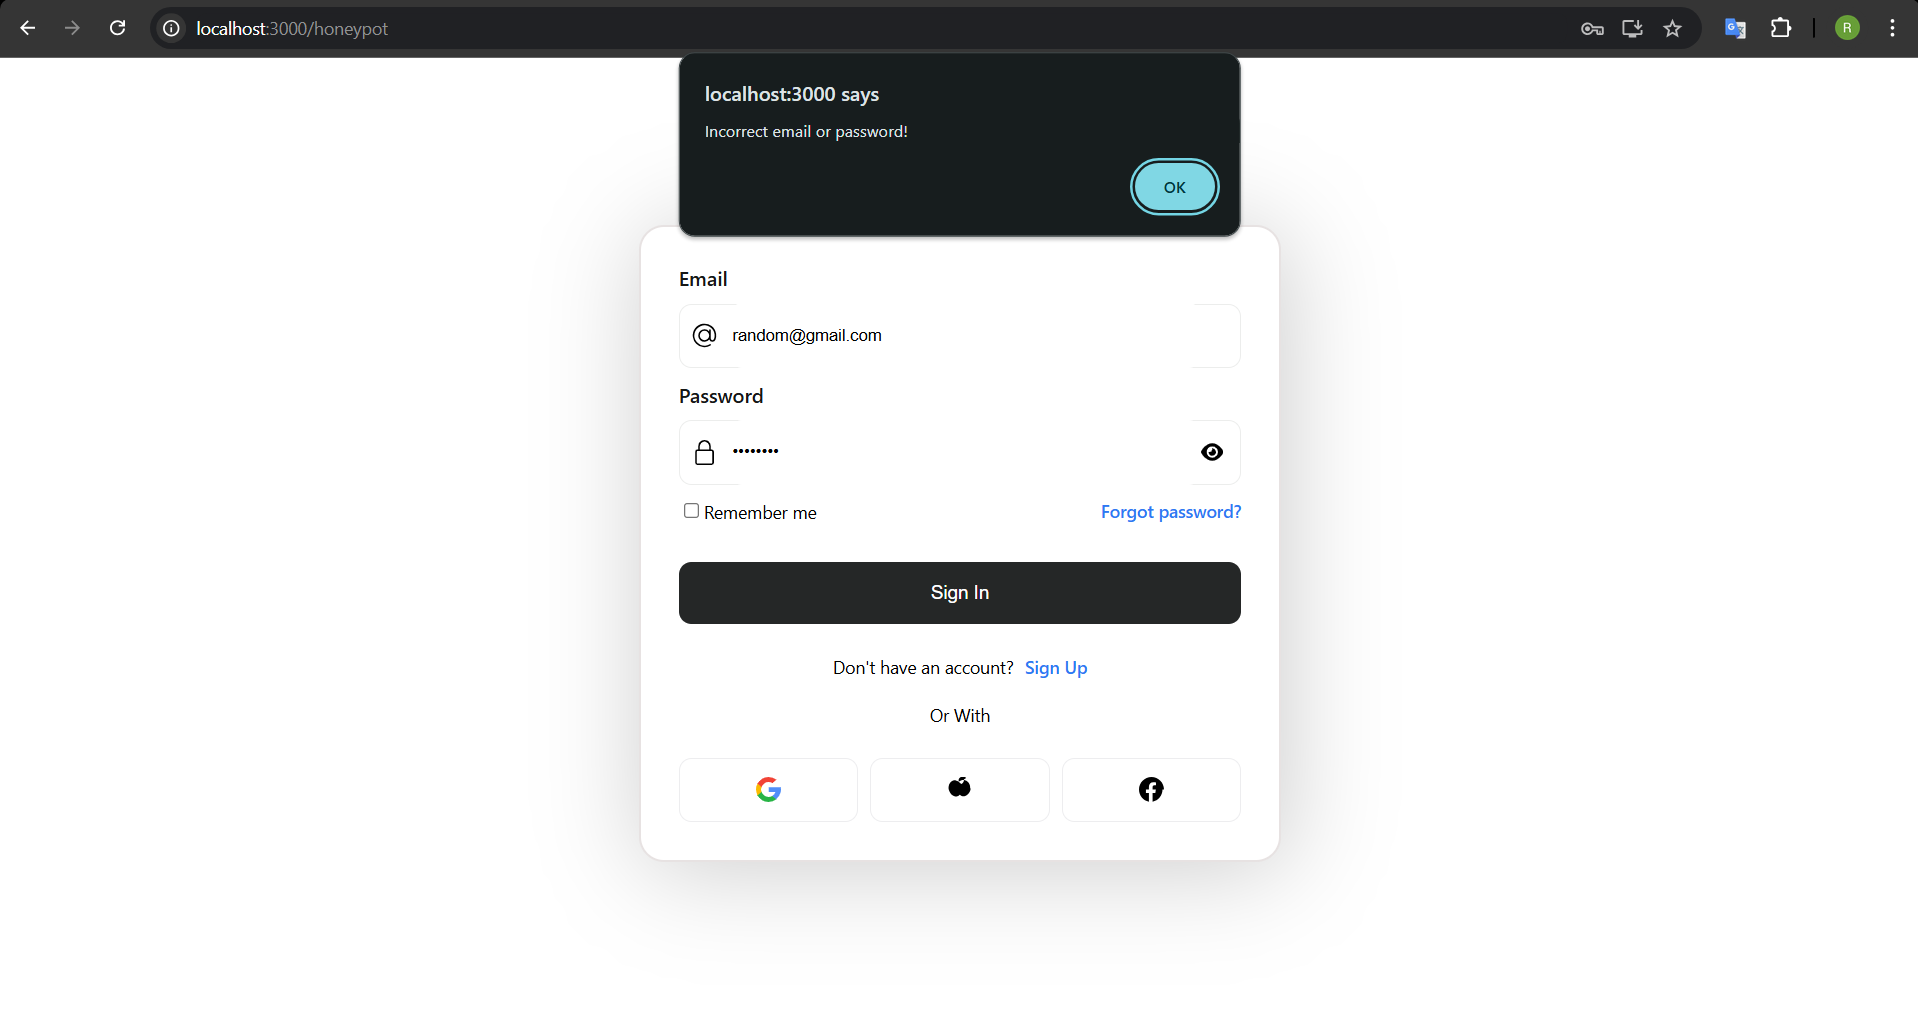 localhost:3000/honeypot
R
localhost:3000 says
Incorrect email or password!
OK
Email
random@gmail.com
Password
••••••••
Remember me
Forgot password?
Sign In
Don't have an account? Sign Up
Or With